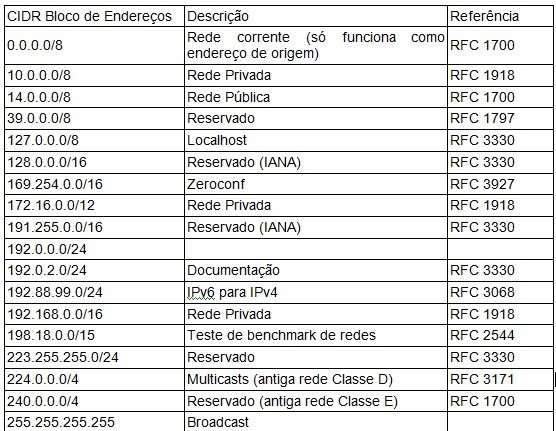 CIDR Bloco de Endereços Descrição Referência
0.0.0.0/8 Rede corrente (só funciona como endereço de origem) RFC 1700
10.0.0.0/8 Rede Privada RFC 1918
14.0.0.0/8 Rede Pública RFC 1700
39.0.0.0/8 Reservado RFC 1797
127.0.0.0/8 Localhost RFC 3330
128.0.0.0/16 Reservado (IANA) RFC 3330
169.254.0.0/16 Zeroconf RFC 3927
172.16.0.0/12 Rede Privada RFC 1918
191.255.0.0/16 Reservado (IANA) RFC 3330
192.0.0.0/24
192.0.2.0/24 Documentação RFC 3330
192.88.99.0/24 IPv6 para IPv4 RFC 3068
192.168.0.0/16 Rede Privada RFC 1918
198.18.0.0/15 Teste de benchmark de redes RFC 2544
223.255.255.0/24 Reservado RFC 3330
224.0.0.0/4 Multicasts (antiga rede Classe D) RFC 3171
240.0.0.0/4 Reservado (antiga rede Classe E) RFC 1700
255.255.255.255 Broadcast